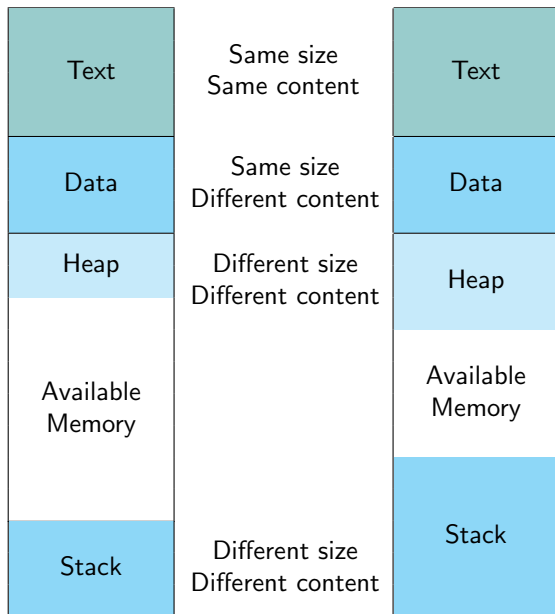 Text
Same size
Same content
Text
Data
Same size
Different content
Data
Heap
Different size
Different content
Heap
Available
Memory
Available
Memory
Stack
Different size
Different content
Stack